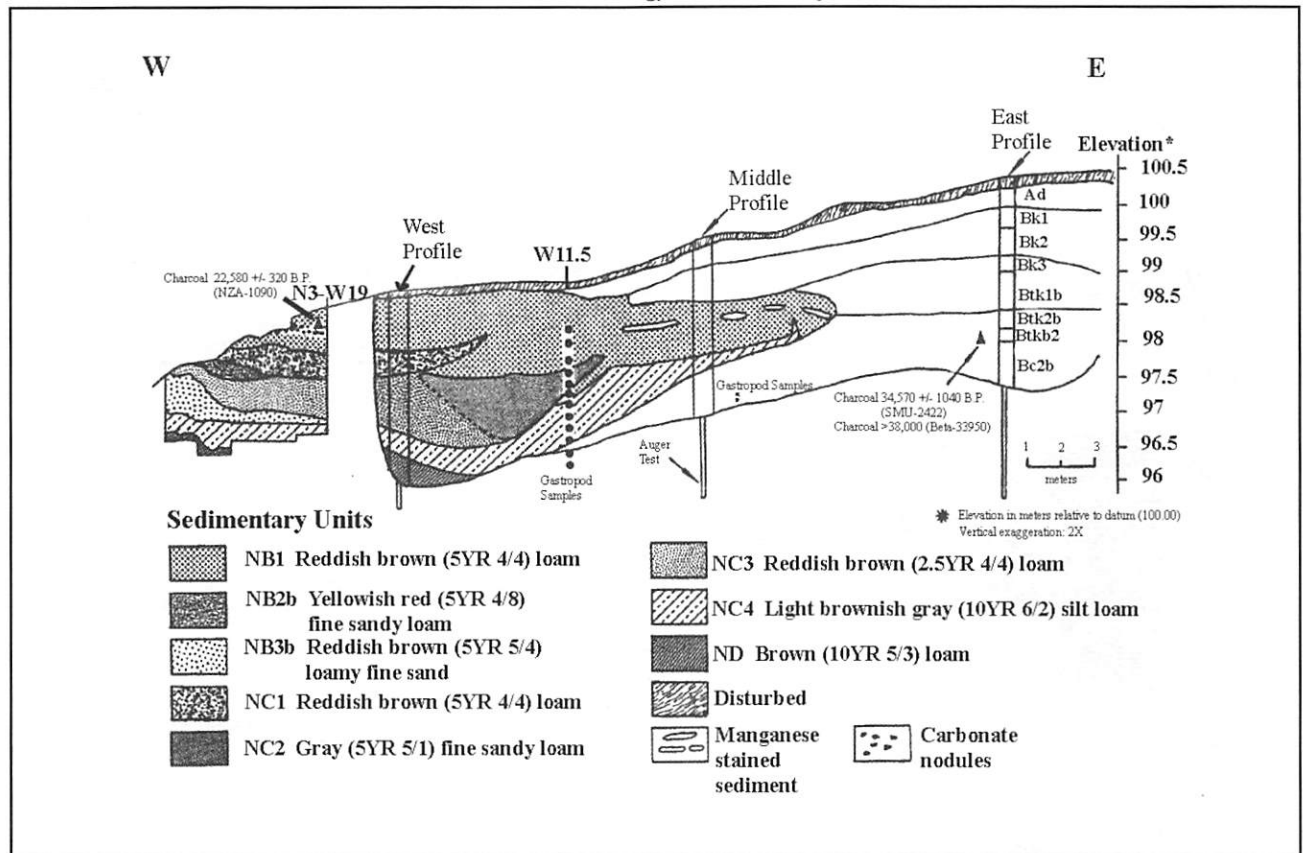 W
E
East
Profile
Elevation*
100.5
100
99.5
99
98.5
98
97.5
97
96.5
96
Middle
Profile
West
Profile
W11.5
Charcoal 22,580 +/- 320 B.P.
(NZA-1090)
N3-W19
Ad
Bk1
Bk2
Bk3
Btk1b
Btk2b
Btkb2
Bc2b
Gastropod Samples
Charcoal 34,570 +/- 1040 B.P.
(SMU-2422)
Charcoal >38,000 (Beta-33950)
1 2 3
meters
Auger
Test
Gastropod
Samples
Elevation in meters relative to datum (100.00)
Vertical exaggeration: 2X
Sedimentary Units
NB1 Reddish brown (5YR 4/4) loam
NB2b Yellowish red (5YR 4/8)
fine sandy loam
NB3b Reddish brown (5YR 5/4)
loamy fine sand
NC1 Reddish brown (5YR 4/4) loam
NC2 Gray (5YR 5/1) fine sandy loam
NC3 Reddish brown (2.5YR 4/4) loam
NC4 Light brownish gray (10YR 6/2) silt loam
ND Brown (10YR 5/3) loam
Disturbed
Manganese
stained
sediment
Carbonate
nodules